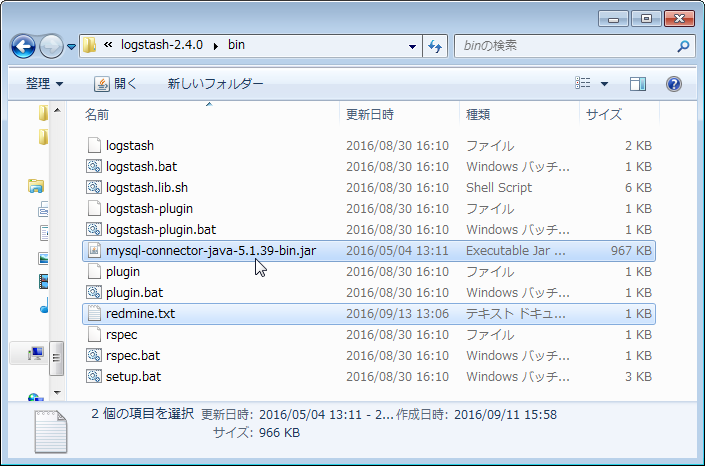 « logstash-2.4.0 ▸ bin binの検索
整理 開く 新しいフォルダー
名前 更新日時 種類 サイズ
logstash 2016/08/30 16:10 ファイル 2 KB
logstash.bat 2016/08/30 16:10 Windows バッチ... 1 KB
logstash.lib.sh 2016/08/30 16:10 Shell Script 6 KB
logstash-plugin 2016/08/30 16:10 ファイル 1 KB
logstash-plugin.bat 2016/08/30 16:10 Windows バッチ... 1 KB
mysql-connector-java-5.1.39-bin.jar 2016/05/04 13:11 Executable Jar ... 967 KB
plugin 2016/08/30 16:10 ファイル 1 KB
plugin.bat 2016/08/30 16:10 Windows バッチ... 1 KB
redmine.txt 2016/09/13 13:06 テキスト ドキュ... 1 KB
rspec 2016/08/30 16:10 ファイル 1 KB
rspec.bat 2016/08/30 16:10 Windows バッチ... 1 KB
setup.bat 2016/08/30 16:10 Windows バッチ... 3 KB
2 個の項目を選択 更新日時: 2016/05/04 13:11 - 2... 作成日時: 2016/09/11 15:58
サイズ: 966 KB